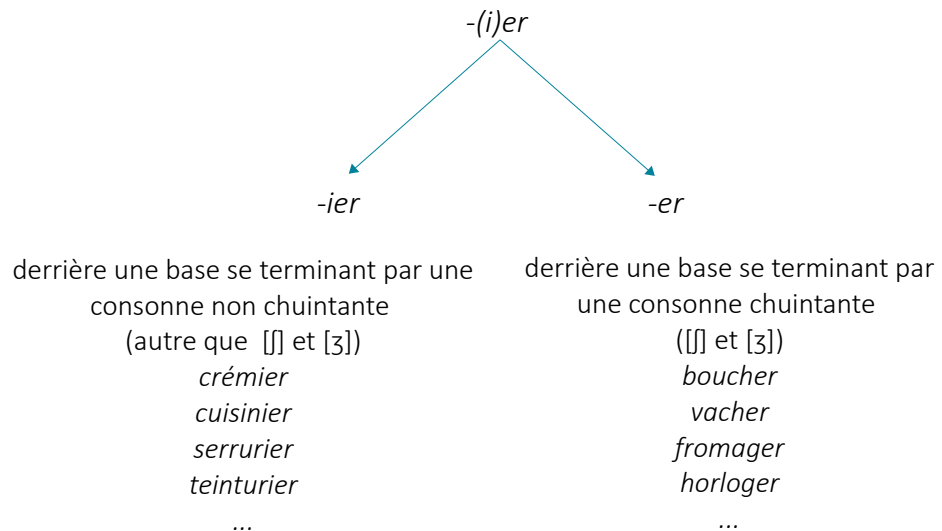 -(i)er
-ier
derrière une base se terminant par une
consonne non chuintante
(autre que [ʃ] et [ʒ])
crémier
cuisinier
serrurier
teinturier
...
-er
derrière une base se terminant par
une consonne chuintante
([ʃ] et [ʒ])
boucher
vacher
fromager
horloger
...